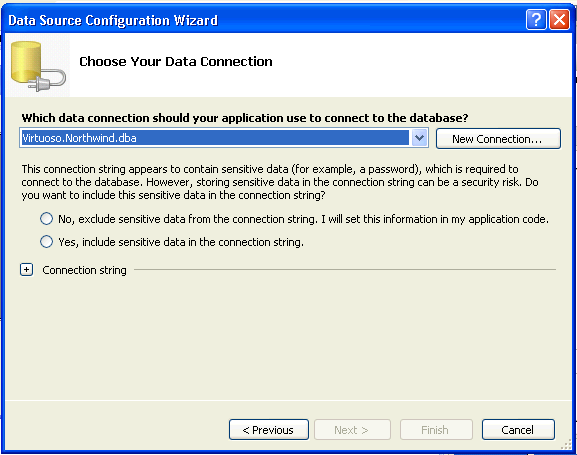 Data Source Configuration Wizard
Choose Your Data Connection
Which data connection should your application use to connect to the database?
Virtuoso.Northwind.dba
New Connection...
This connection string appears to contain sensitive data (for example, a password), which is required to
connect to the database. However, storing sensitive data in the connection string can be a security risk. Do
you want to include this sensitive data in the connection string?
No, exclude sensitive data from the connection string. I will set this information in my application code.
Yes, include sensitive data in the connection string.
Connection string
< Previous
Next >
Finish
Cancel